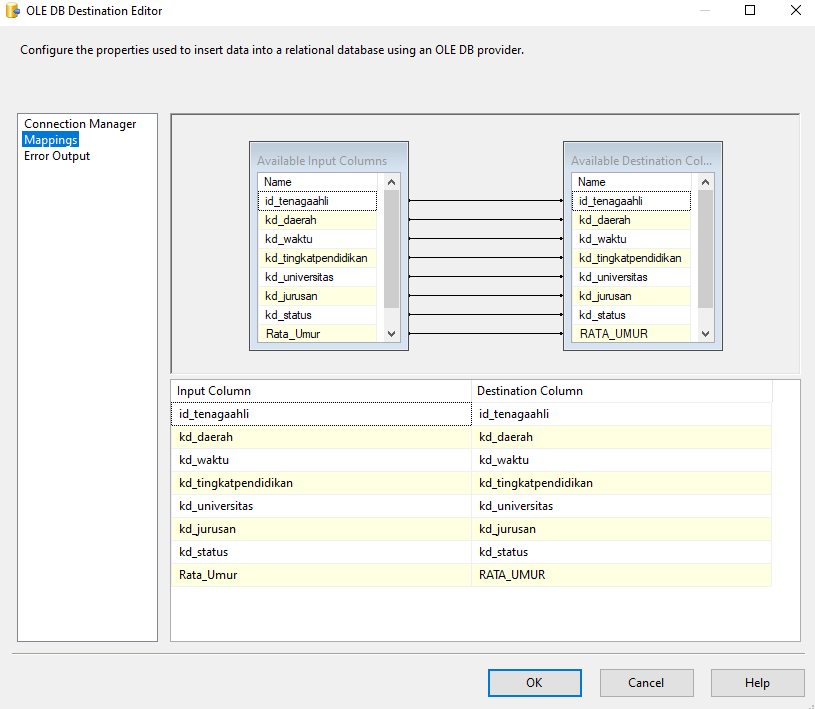 OLE DB Destination Editor
Configure the properties used to insert data into a relational database using an OLE DB provider.
Connection Manager
Mappings
Error Output
Available Input Columns
Name
id_tenagaahli
kd_daerah
kd_waktu
kd_tingkatpendidikan
kd_universitas
kd_jurusan
kd_status
Rata_Umur
Available Destination Col...
Name
id_tenagaahli
kd_daerah
kd_waktu
kd_tingkatpendidikan
kd_universitas
kd_jurusan
kd_status
RATA_UMUR
Input Column Destination Column
id_tenagaahli id_tenagaahli
kd_daerah kd_daerah
kd_waktu kd_waktu
kd_tingkatpendidikan kd_tingkatpendidikan
kd_universitas kd_universitas
kd_jurusan kd_jurusan
kd_status kd_status
Rata_Umur RATA_UMUR
OK Cancel Help